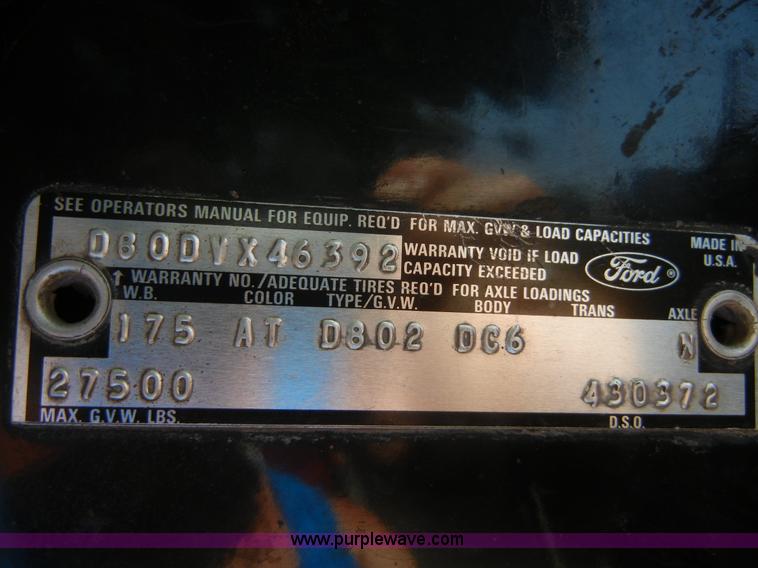 SEE OPERATORS MANUAL FOR EQUIP. REQ'D FOR MAX. GVW & LOAD CAPACITIES
D80DVX46392 WARRANTY VOID IF LOAD CAPACITY EXCEEDED
Ford®
MADE IN U.S.A.
↑ WARRANTY NO./ADEQUATE TIRES REQ'D FOR AXLE LOADINGS
W.B. COLOR TYPE/G.V.W. BODY TRANS AXLE
175 AT D802 DC6 N
27500 430372
MAX. G.V.W. LBS. D.S.O.
www.purplewave.com